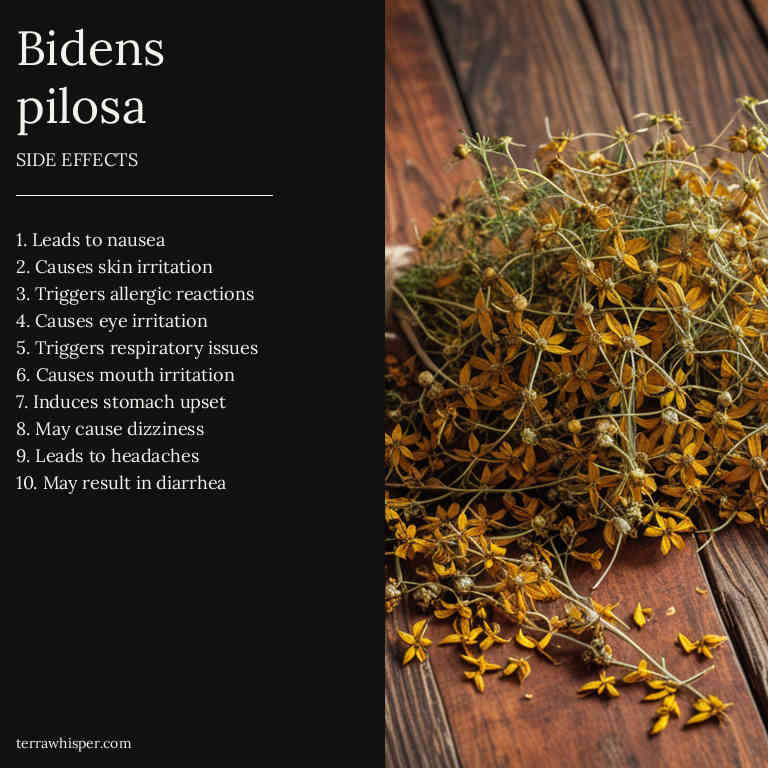 Bidens
pilosa
SIDE EFFECTS
1. Leads to nausea
2. Causes skin irritation
3. Triggers allergic reactions
4. Causes eye irritation
5. Triggers respiratory issues
6. Causes mouth irritation
7. Induces stomach upset
8. May cause dizziness
9. Leads to headaches
10. May result in diarrhea
terrawhisper.com